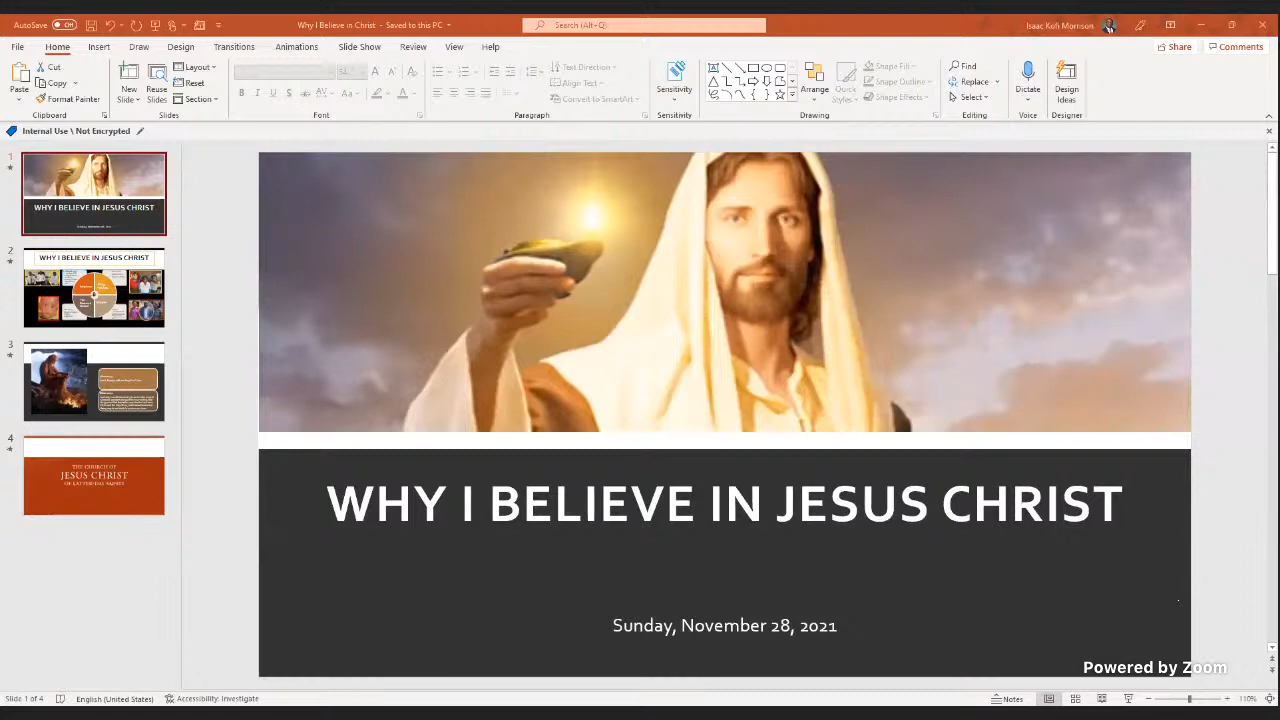 AutoSave
Off
Why I Believe in Christ - Saved to this PC
Search (Alt+Q)
Isaac Kofi Morrison
File Home Insert Draw Design Transitions Animations Slide Show Review View Help
Share Comments
Paste
Cut
Copy
Format Painter
Clipboard
New Slide
Reuse Slides
Layout
Reset
Section
Slides
Font
Text Direction
Align Text
Convert to SmartArt
Paragraph
Sensitivity
Sensitivity
Arrange
Quick Styles
Shape Fill
Shape Outline
Shape Effects
Drawing
Find
Replace
Select
Editing
Dictate
Voice
Design Ideas
Designer
Internal Use \ Not Encrypted
1
WHY I BELIEVE IN JESUS CHRIST
2
WHY I BELIEVE IN JESUS CHRIST
3
4
THE CHURCH OF
JESUS CHRIST
OF LATTER-DAY SAINTS
WHY I BELIEVE IN JESUS CHRIST
Sunday, November 28, 2021
Powered by Zoom
Slide 1 of 4 English (United States) Accessibility: Investigate Notes 110%